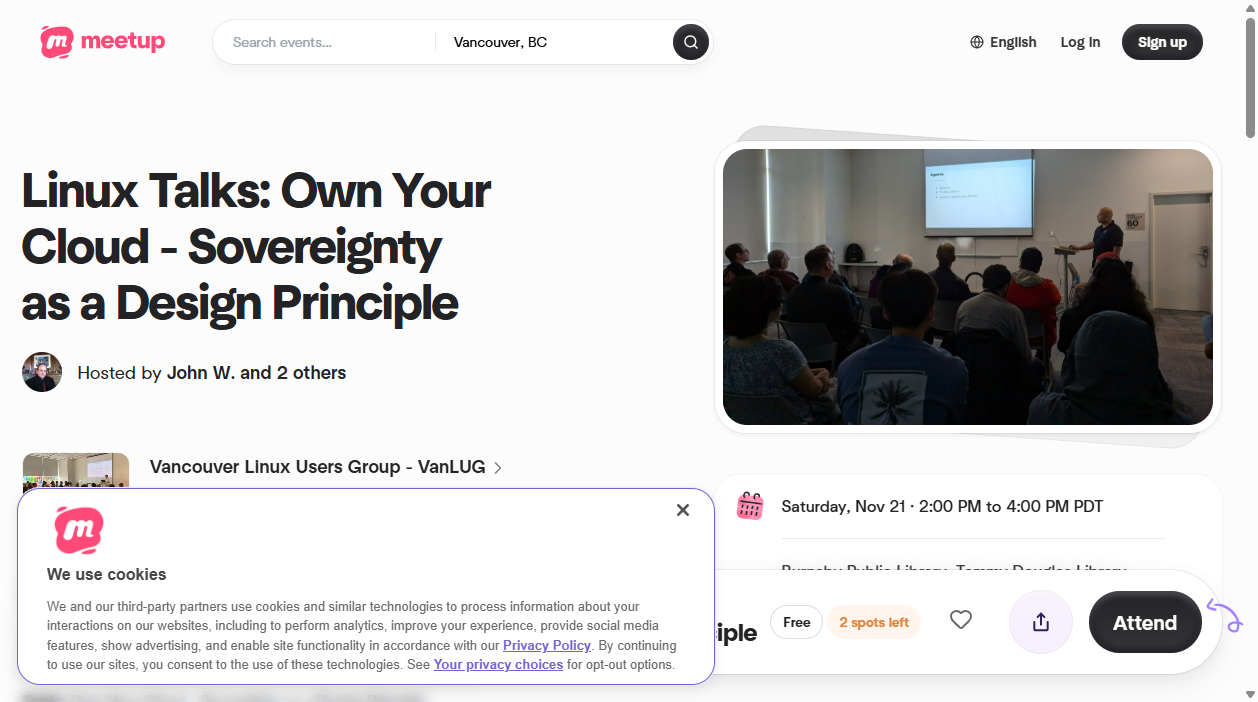 meetup
Search events...
Vancouver, BC
English
Log in
Sign up
Linux Talks: Own Your
Cloud - Sovereignty
as a Design Principle
Hosted by John W. and 2 others
Vancouver Linux Users Group - VanLUG
Saturday, Nov 21 · 2:00 PM to 4:00 PM PDT
Burnaby Public Library, Tommy Douglas Library
We use cookies
We and our third-party partners use cookies and similar technologies to process information about your
interactions on our websites, including to perform analytics, improve your experience, provide social media
features, show advertising, and enable site functionality in accordance with our Privacy Policy. By continuing
to use our sites, you consent to the use of these technologies. See Your privacy choices for opt-out options.
iple
Free
2 spots left
Attend